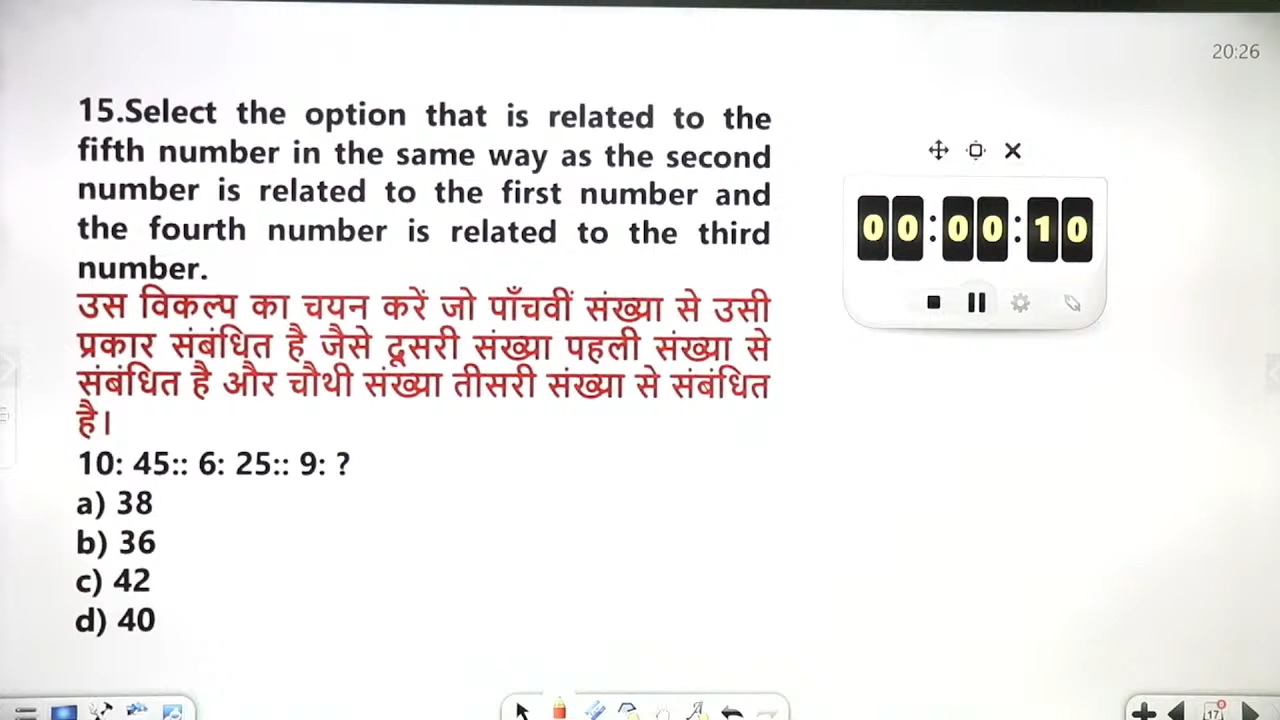 20:26
15.Select the option that is related to the
fifth number in the same way as the second
number is related to the first number and
the fourth number is related to the third
number.
उस विकल्प का चयन करें जो पाँचवीं संख्या से उसी
प्रकार संबंधित है जैसे दूसरी संख्या पहली संख्या से
संबंधित है और चौथी संख्या तीसरी संख्या से संबंधित
है।
10: 45:: 6: 25:: 9: ?
a) 38
b) 36
c) 42
d) 40
00:00:10
17